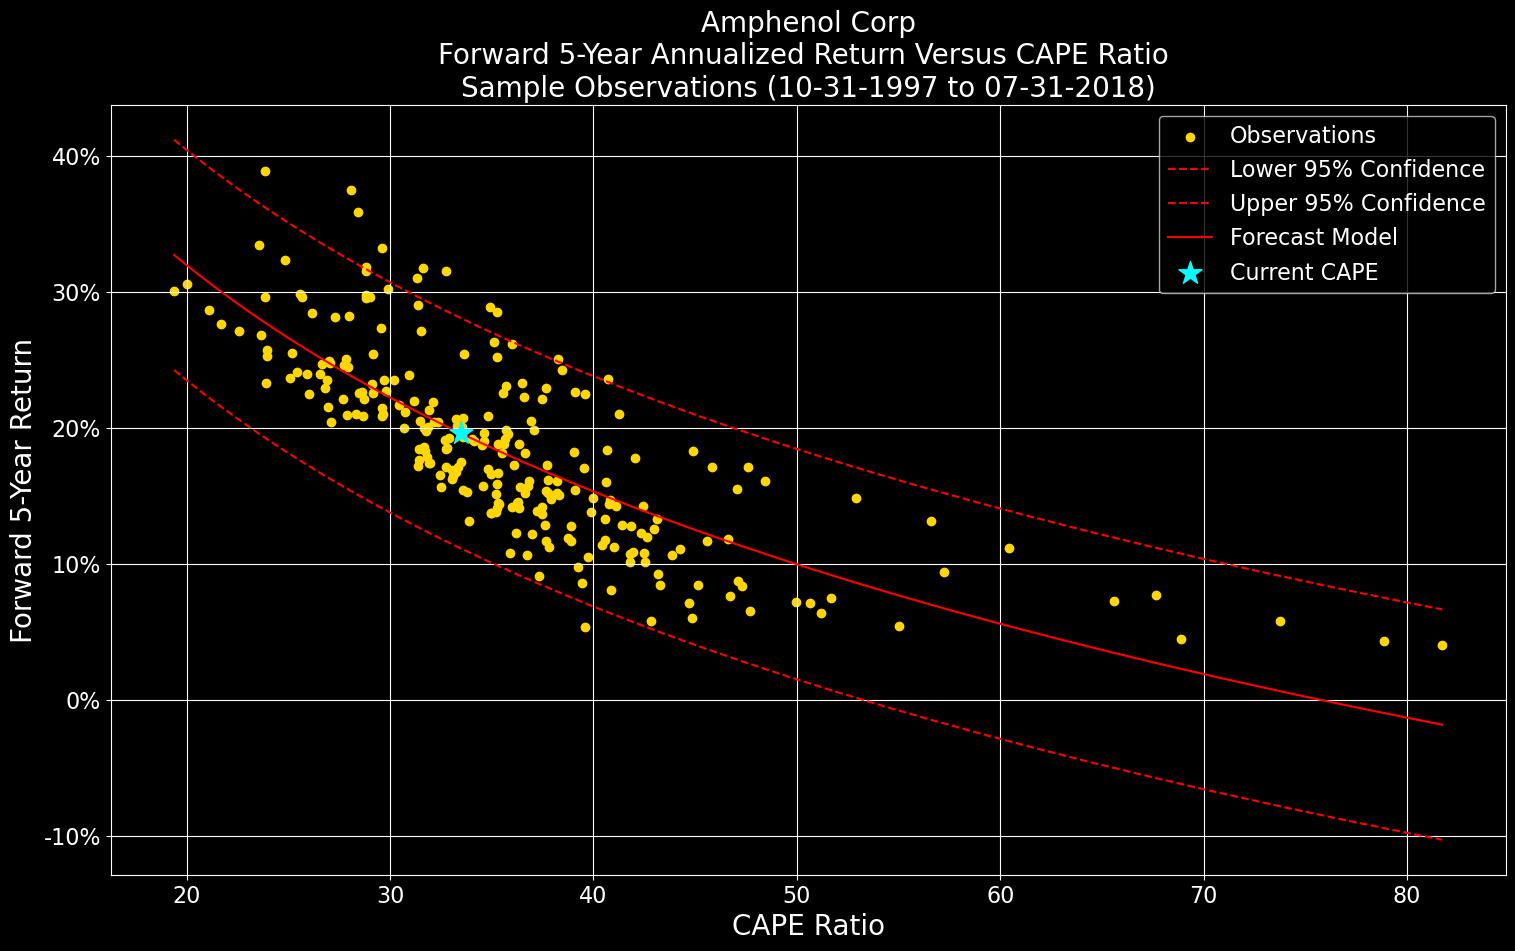 Amphenol Corp
Forward 5-Year Annualized Return Versus CAPE Ratio
Sample Observations (10-31-1997 to 07-31-2018)
Observations
Lower 95% Confidence
Upper 95% Confidence
Forecast Model
Current CAPE
Forward 5-Year Return
40%
30%
20%
10%
0%
-10%
20
30
40
50
60
70
80
CAPE Ratio